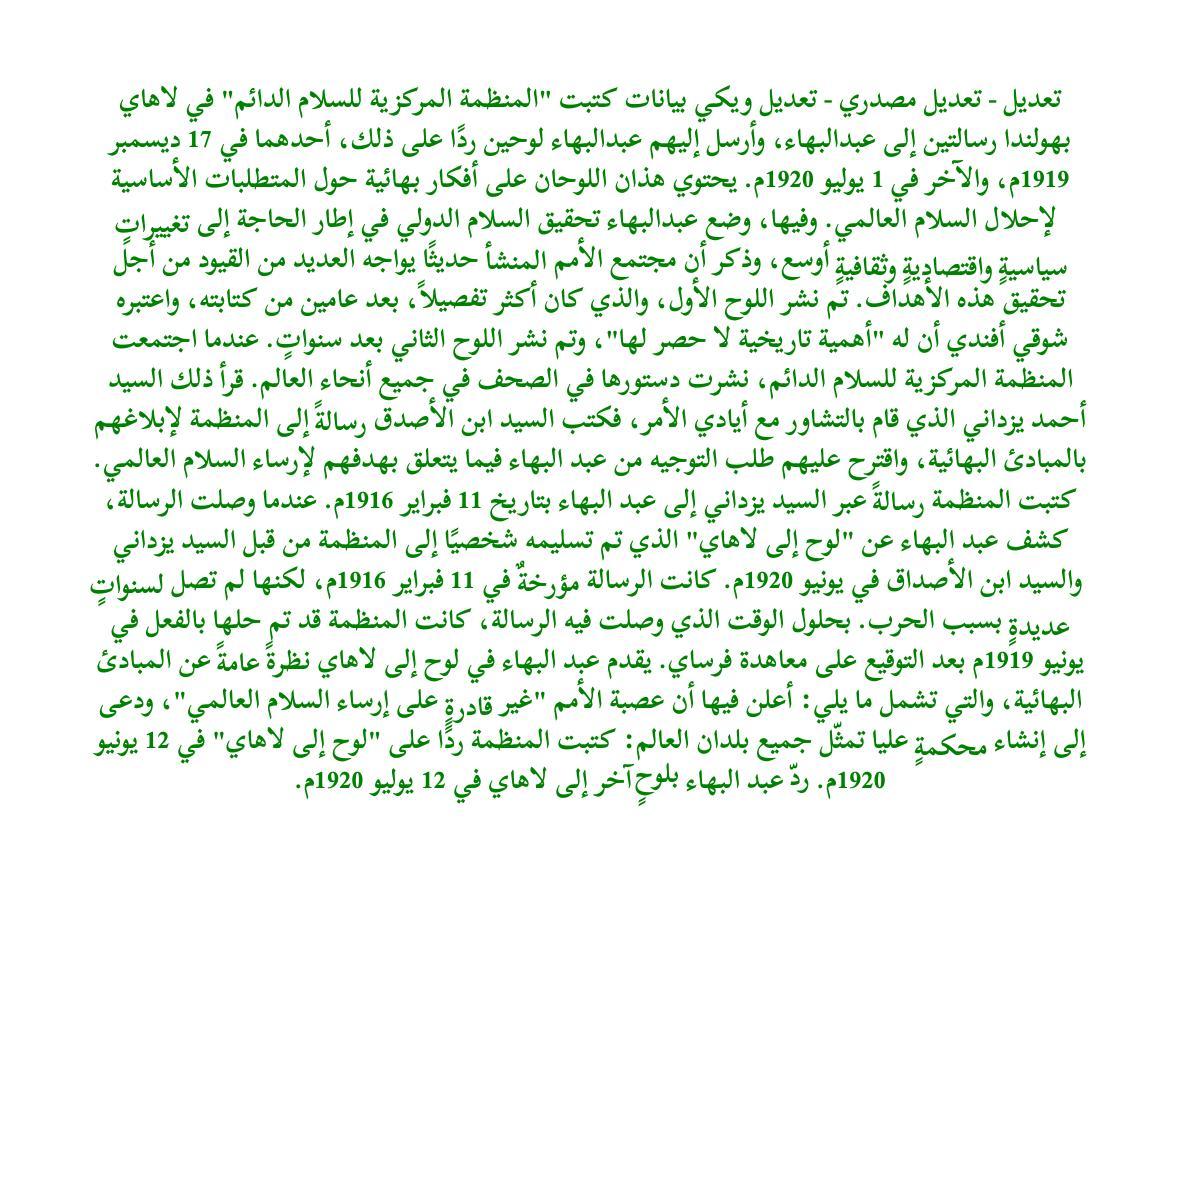 تعديل - تعديل مصدري - تعديل ويكي بيانات كتبت "المنظمة المركزية للسلام الدائم" في لاهاي
بهولندا رسالتين إلى عبدالبهاء، وأرسل إليهم عبدالبهاء لوحين ردًا على ذلك، أحدهما في 17 ديسمبر
1919م، والآخر في 1 يوليو 1920م. يحتوي هذان اللوحان على أفكار بهائية حول المتطلبات الأساسية
لإحلال السلام العالمي. وفيها، وضع عبدالبهاء تحقيق السلام الدولي في إطار الحاجة إلى تغييراتٍ
سياسيةٍ واقتصاديةٍ وثقافيةٍ أوسع، وذكر أن مجتمع الأمم المنشأ حديثًا يواجه العديد من القيود من أجل
تحقيق هذه الأهداف. تم نشر اللوح الأول، والذي كان أكثر تفصيلاً، بعد عامين من كتابته، واعتبره
شوقي أفندي أن له "أهمية تاريخية لا حصر لها"، وتم نشر اللوح الثاني بعد سنواتٍ. عندما اجتمعت
المنظمة المركزية للسلام الدائم، نشرت دستورها في الصحف في جميع أنحاء العالم. قرأ ذلك السيد
أحمد يزداني الذي قام بالتشاور مع أيادي الأمر، فكتب السيد ابن الأصدق رسالةً إلى المنظمة لإبلاغهم
بالمبادئ البهائية، واقترح عليهم طلب التوجيه من عبد البهاء فيما يتعلق بهدفهم لإرساء السلام العالمي.
كتبت المنظمة رسالةً عبر السيد يزداني إلى عبد البهاء بتاريخ 11 فبراير 1916م. عندما وصلت الرسالة،
كشف عبد البهاء عن "لوح إلى لاهاي" الذي تم تسليمه شخصيًا إلى المنظمة من قبل السيد يزداني
والسيد ابن الأصداق في يونيو 1920م. كانت الرسالة مؤرخةٌ في 11 فبراير 1916م، لكنها لم تصل لسنواتٍ
عديدةٍ بسبب الحرب. بحلول الوقت الذي وصلت فيه الرسالة، كانت المنظمة قد تم حلها بالفعل في
يونيو 1919م بعد التوقيع على معاهدة فرساي. يقدم عبد البهاء في لوح إلى لاهاي نظرةً عامةً عن المبادئ
البهائية، والتي تشمل ما يلي: أعلن فيها أن عصبة الأمم "غير قادرةٍ على إرساء السلام العالمي"، ودعى
إلى إنشاء محكمةٍ عليا تمثّل جميع بلدان العالم: كتبت المنظمة ردًا على "لوح إلى لاهاي" في 12 يونيو
1920م. ردّ عبد البهاء بلوحٍ آخر إلى لاهاي في 12 يوليو 1920م.